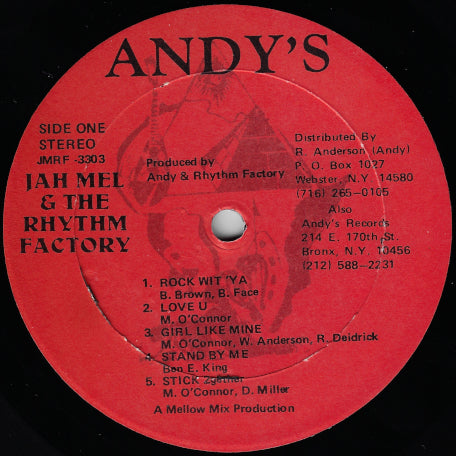 ANDY'S
SIDE ONE
STEREO
JMRF -3303
JAH MEL
& THE
RHYTHM
FACTORY
Produced by
Andy & Rhythm Factory
Distributed By
R. Anderson (Andy)
P. O. Box 1027
Webster, N.Y. 14580
(716) 265-0105
Also
Andy's Records
214 E. 170th St.
Bronx, N.Y. 10456
(212) 588-2231
1. ROCK WIT 'YA
B. Brown, B. Face
2. LOVE U
M. O'Connor
3. GIRL LIKE MINE
M. O'Connor, W. Anderson, R. Deidrick
4. STAND BY ME
Ben E. King
5. STICK 2gether
M. O'Connor, D. Miller
A Mellow Mix Production